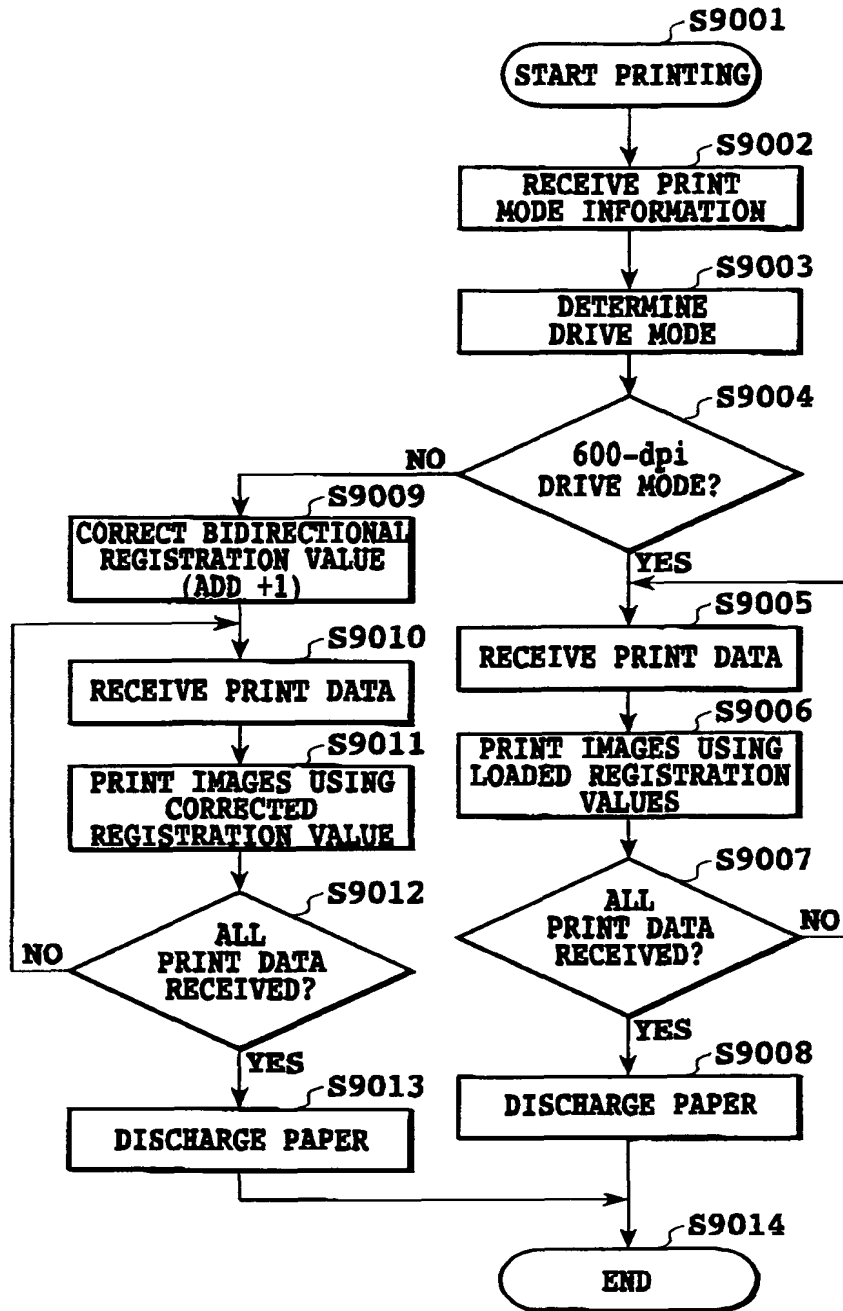 S9001
START PRINTING
S9002
RECEIVE PRINT
MODE INFORMATION
S9003
DETERMINE
DRIVE MODE
S9004
600-dpi
DRIVE MODE?
NO
YES
S9009
CORRECT BIDIRECTIONAL
REGISTRATION VALUE
(ADD +1)
S9010
RECEIVE PRINT DATA
S9011
PRINT IMAGES USING
CORRECTED
REGISTRATION VALUE
S9012
ALL
PRINT DATA
RECEIVED?
NO
YES
S9013
DISCHARGE PAPER
S9005
RECEIVE PRINT DATA
S9006
PRINT IMAGES USING
LOADED REGISTRATION
VALUES
S9007
ALL
PRINT DATA
RECEIVED?
NO
YES
S9008
DISCHARGE PAPER
S9014
END